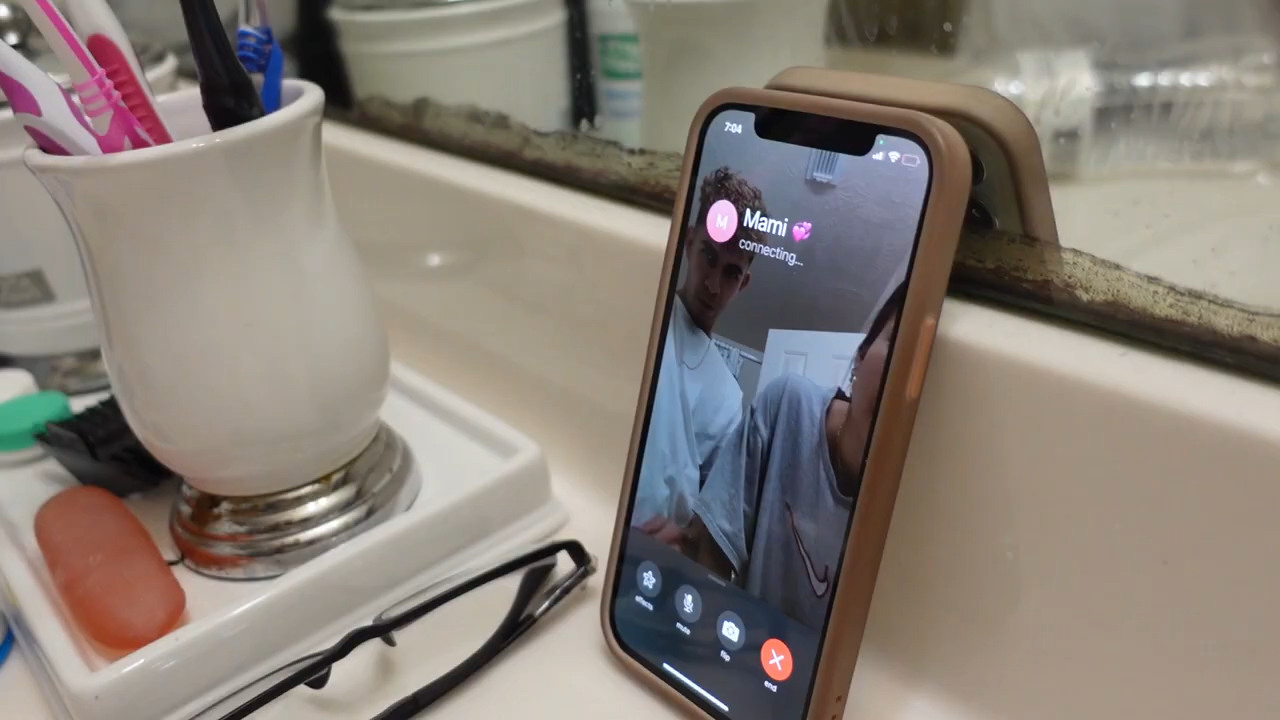 7:04
M
Mami 💞
connecting...
effects
mute
flip
end